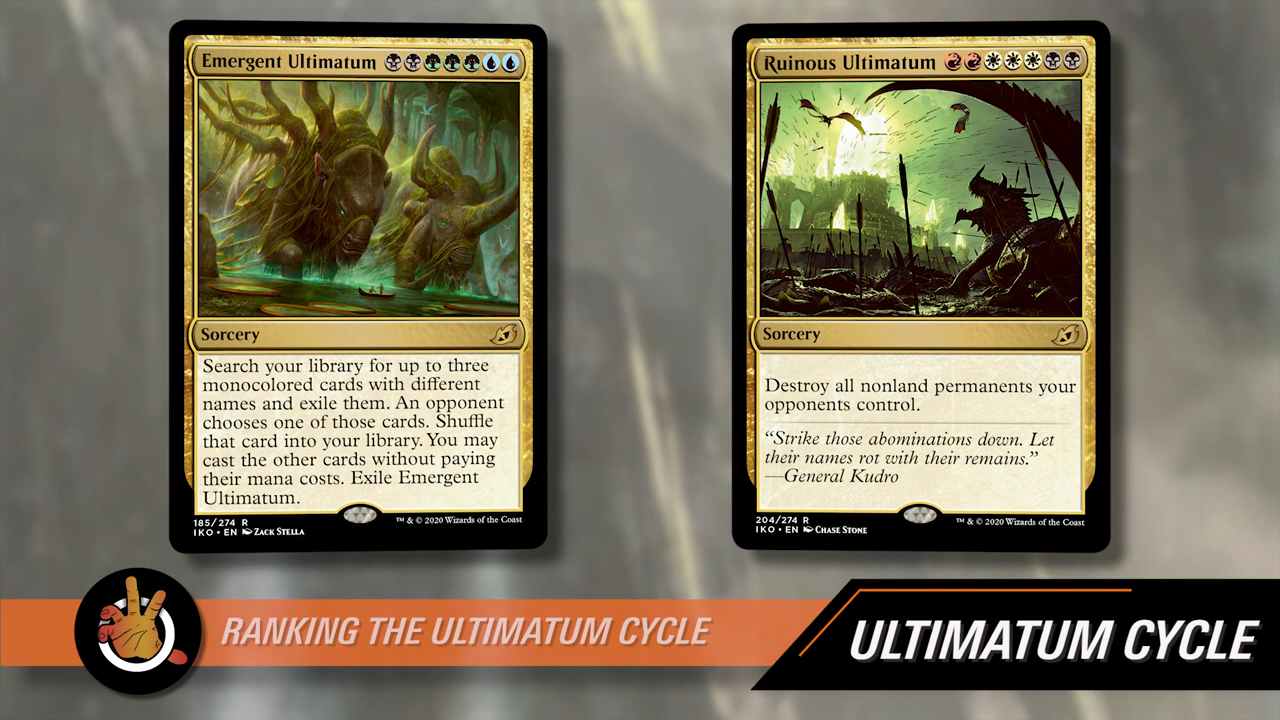 Emergent Ultimatum
Sorcery
Search your library for up to three
monocolored cards with different
names and exile them. An opponent
chooses one of those cards. Shuffle
that card into your library. You may
cast the other cards without paying
their mana costs. Exile Emergent
Ultimatum.
185/274 R
IKO • EN ZACK STELLA
™ & © 2020 Wizards of the Coast
Ruinous Ultimatum
Sorcery
Destroy all nonland permanents your
opponents control.
“Strike those abominations down. Let
their names rot with their remains.”
—General Kudro
204/274 R
IKO • EN CHASE STONE
™ & © 2020 Wizards of the Coast
RANKING THE ULTIMATUM CYCLE
ULTIMATUM CYCLE